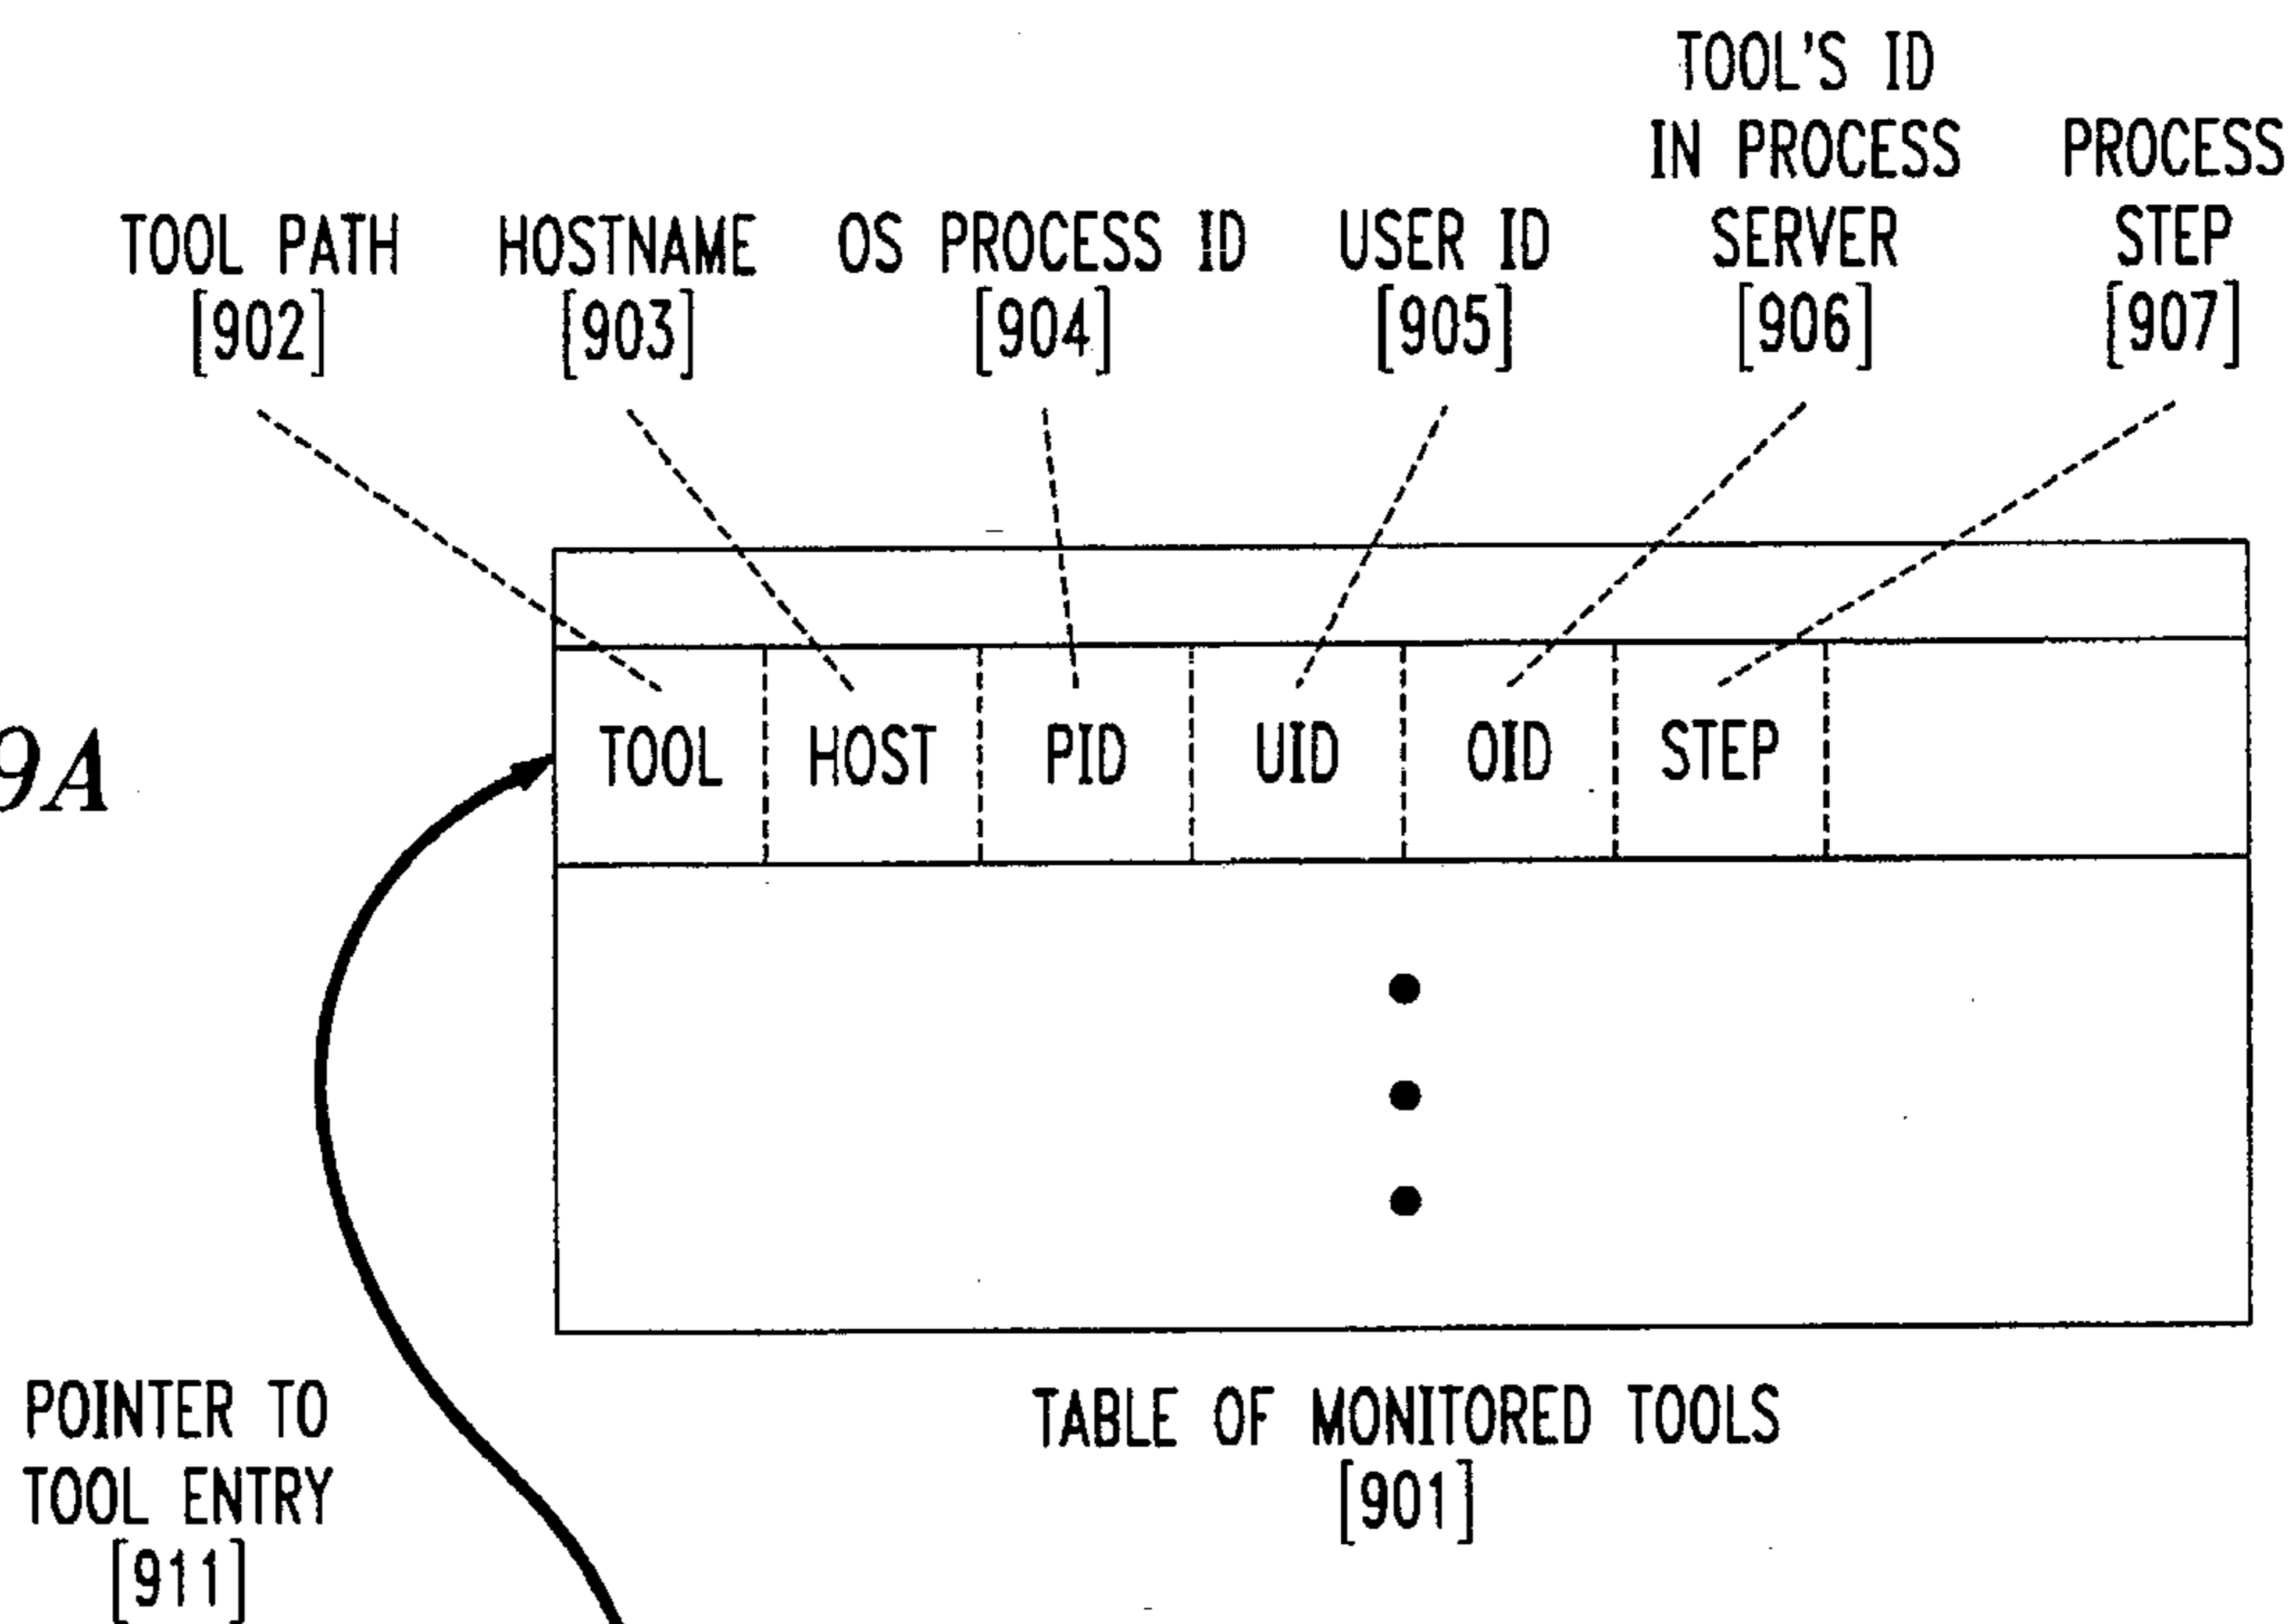 TOOL PATH
[902]
HOSTNAME
[903]
OS PROCESS ID
[904]
USER ID
[905]
TOOL'S ID
IN PROCESS
SERVER
[906]
PROCESS
STEP
[907]
9A
TOOL HOST PID UID OID STEP
POINTER TO
TOOL ENTRY
[911]
TABLE OF MONITORED TOOLS
[901]